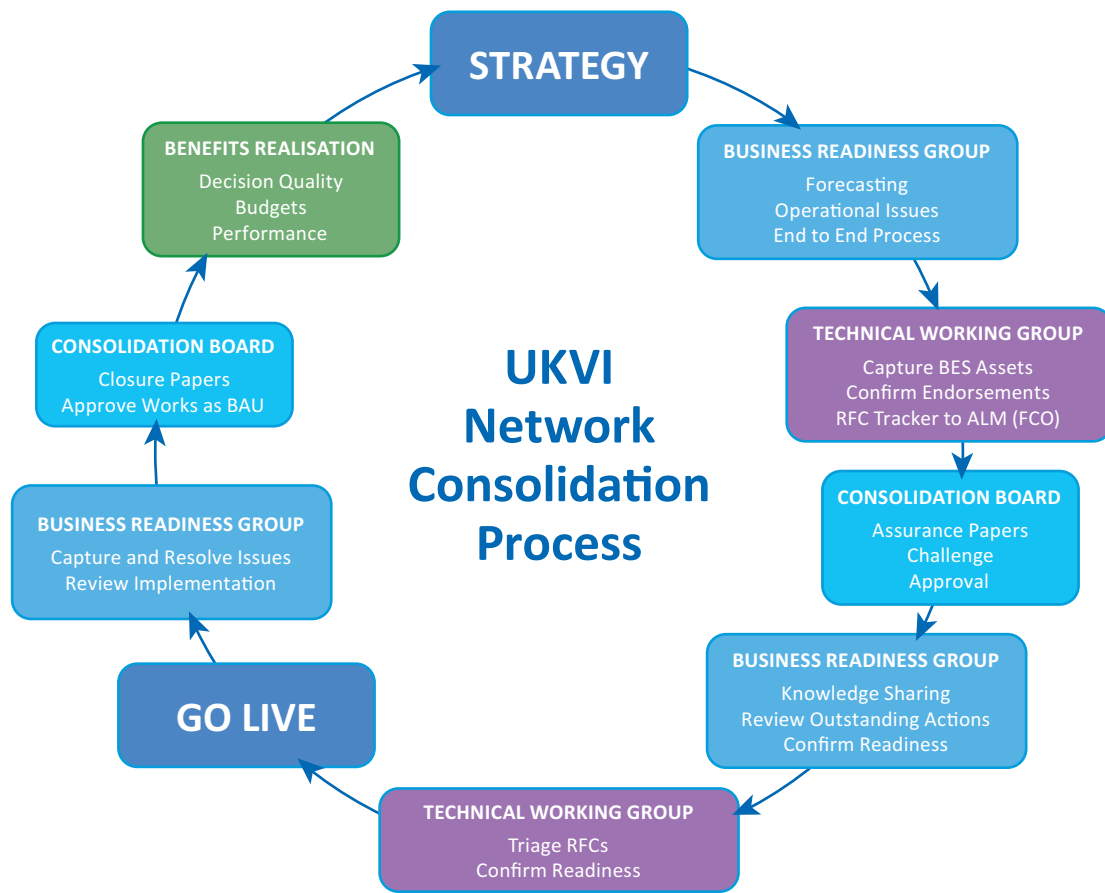 STRATEGY
BUSINESS READINESS GROUP
Forecasting
Operational Issues
End to End Process
TECHNICAL WORKING GROUP
Capture BES Assets
Confirm Endorsements
RFC Tracker to ALM (FCO)
CONSOLIDATION BOARD
Assurance Papers
Challenge
Approval
BUSINESS READINESS GROUP
Knowledge Sharing
Review Outstanding Actions
Confirm Readiness
TECHNICAL WORKING GROUP
Triage RFCs
Confirm Readiness
GO LIVE
BUSINESS READINESS GROUP
Capture and Resolve Issues
Review Implementation
CONSOLIDATION BOARD
Closure Papers
Approve Works as BAU
BENEFITS REALISATION
Decision Quality
Budgets
Performance
UKVI
Network
Consolidation
Process